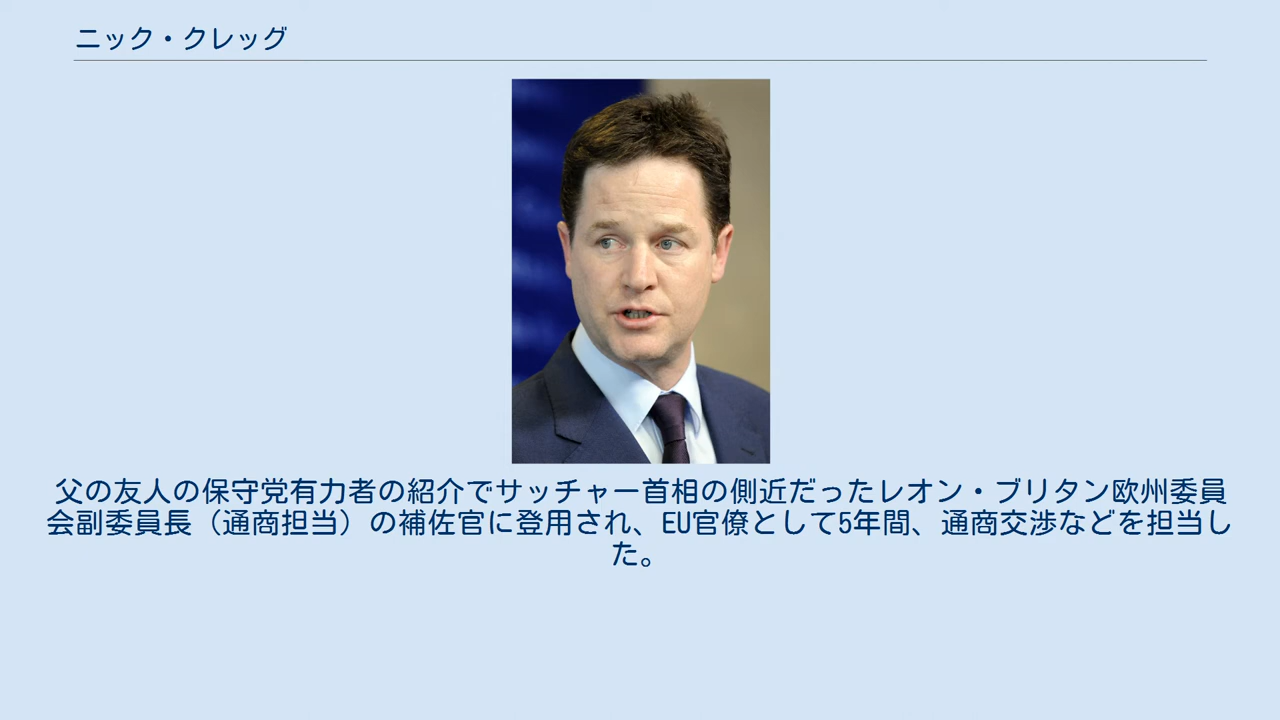 ニック・クレッグ
父の友人の保守党有力者の紹介でサッチャー首相の側近だったレオン・ブリタン欧州委員
会副委員長（通商担当）の補佐官に登用され、EU官僚として5年間、通商交渉などを担当し
た。